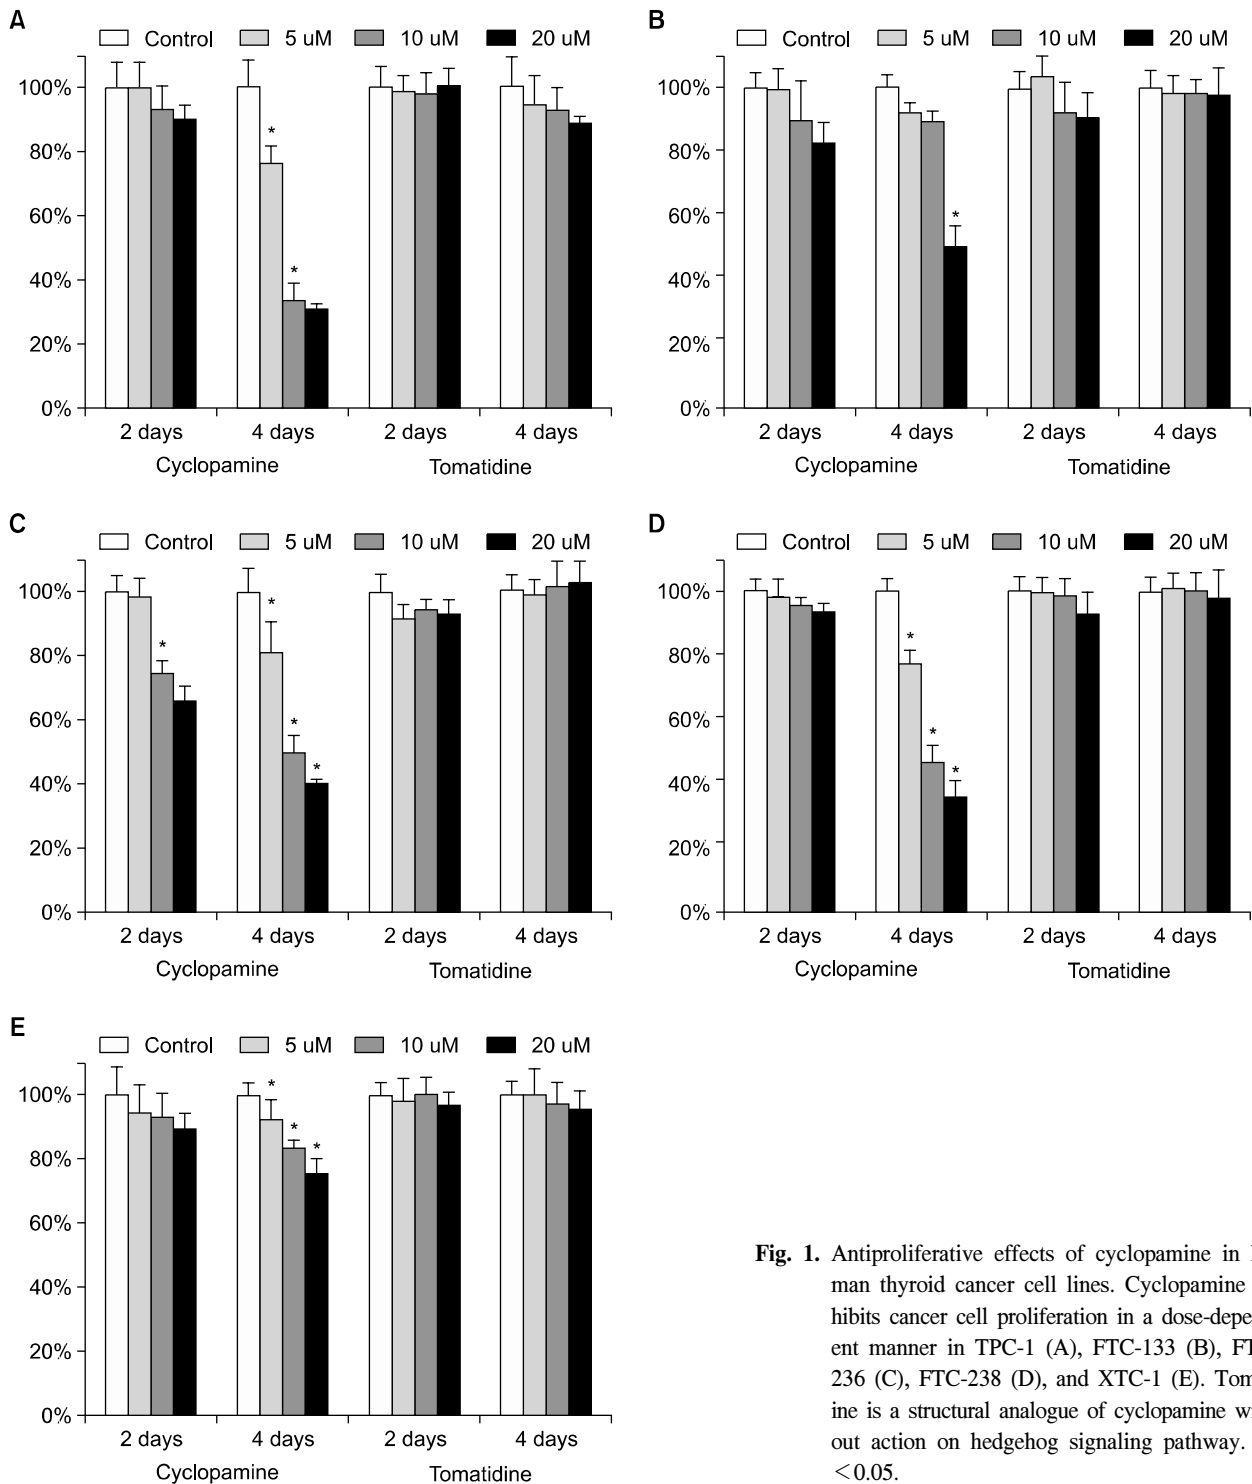 A
Control 5 uM 10 uM 20 uM
100%
80%
60%
40%
20%
0%
*
*
2 days 4 days 2 days 4 days
Cyclopamine Tomatidine
B
Control 5 uM 10 uM 20 uM
100%
80%
60%
40%
20%
0%
*
2 days 4 days 2 days 4 days
Cyclopamine Tomatidine
C
Control 5 uM 10 uM 20 uM
100%
80%
60%
40%
20%
0%
*
*
*
*
2 days 4 days 2 days 4 days
Cyclopamine Tomatidine
D
Control 5 uM 10 uM 20 uM
100%
80%
60%
40%
20%
0%
*
*
*
2 days 4 days 2 days 4 days
Cyclopamine Tomatidine
E
Control 5 uM 10 uM 20 uM
100%
80%
60%
40%
20%
0%
*
*
*
2 days 4 days 2 days 4 days
Cyclopamine Tomatidine
Fig. 1. Antiproliferative effects of cyclopamine in
man thyroid cancer cell lines. Cyclopamine
hibits cancer cell proliferation in a dose-depe
ent manner in TPC-1 (A), FTC-133 (B), FT
236 (C), FTC-238 (D), and XTC-1 (E). Tom
ine is a structural analogue of cyclopamine w
out action on hedgehog signaling pathway.
<0.05.